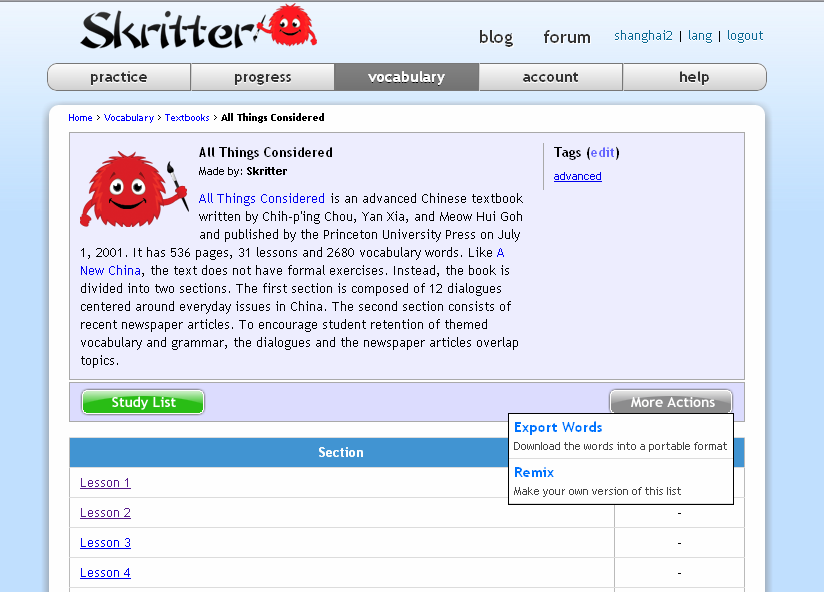 Skritter
blog forum shanghai2 | lang | logout
practice progress vocabulary account help
Home > Vocabulary > Textbooks > All Things Considered
All Things Considered
Made by: Skritter
All Things Considered is an advanced Chinese textbook
written by Chih-p'ing Chou, Yan Xia, and Meow Hui Goh
and published by the Princeton University Press on July
1, 2001. It has 536 pages, 31 lessons and 2680 vocabulary words. Like A
New China, the text does not have formal exercises. Instead, the book is
divided into two sections. The first section is composed of 12 dialogues
centered around everyday issues in China. The second section consists of
recent newspaper articles. To encourage student retention of themed
vocabulary and grammar, the dialogues and the newspaper articles overlap
topics.
Tags (edit)
advanced
Study List
More Actions
Export Words
Download the words into a portable format
Remix
Make your own version of this list
Section
Lesson 1
Lesson 2 -
Lesson 3 -
Lesson 4 -